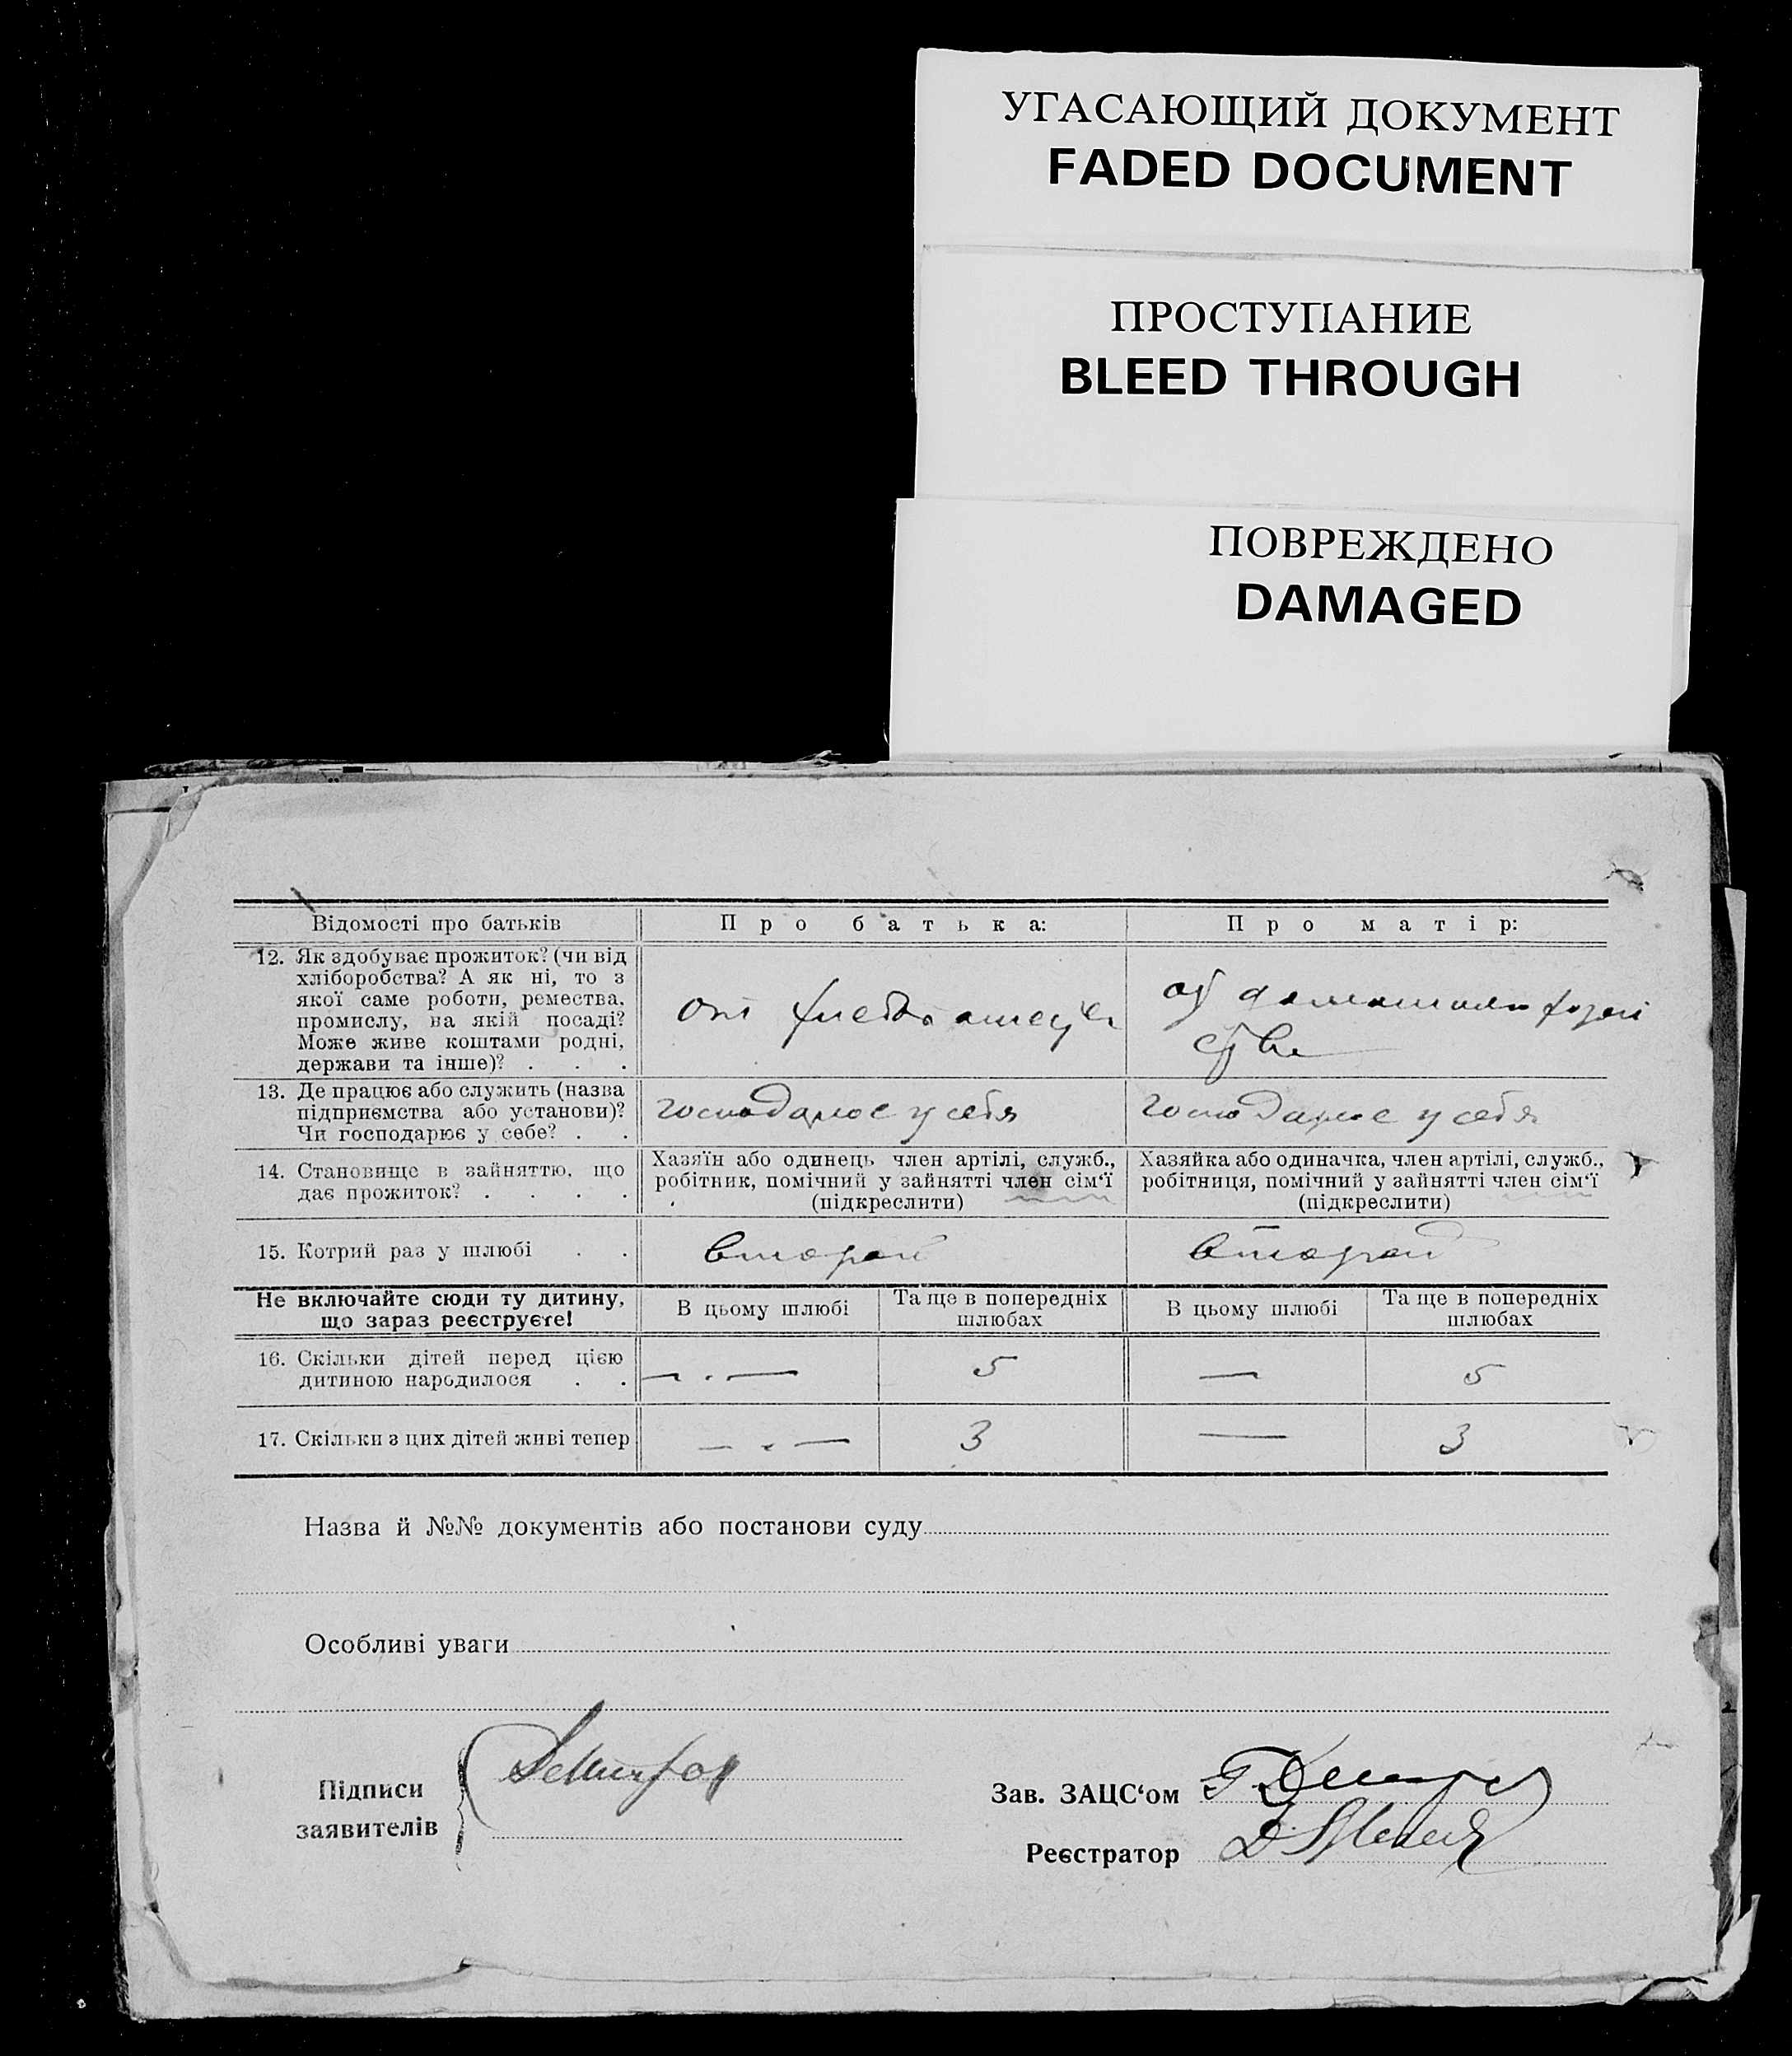 УГАСАЮЩИЙ ДОКУМЕНТ
FADED DOCUMENT
ПРОСТУПАНИЕ
BLEED THROUGH
ПОВРЕЖДЕНО
DAMAGED
Відомості про батьків
Про батька:
Про матір:
12. Як здобуває прожиток? (чи від
хліборобства? А як ні, то з
якої саме роботи, ремества,
промислу, на якій посаді?
Може живе коштами родні,
держави та інше)? . . .
13. Де працює або служить (назва
підприємства або установи)?
Чи господарює у себе? . .
господарює у себя
господарює у себя
14. Становище в зайняттю, що
дає прожиток? . . . .
Хазяїн або одинець член артілі, служб.,
робітник, помічний у зайнятті член сім‘ї
(підкреслити)
Хазяйка або одиначка, член артілі, служб.,
робітниця, помічний у зайнятті член сім‘ї
(підкреслити)
15. Котрий раз у шлюбі . .
второй
второй
Не включайте сюди ту дитину,
що зараз реєструєте!
В цьому шлюбі
Та ще в попередніх
шлюбах
В цьому шлюбі
Та ще в попередніх
шлюбах
16. Скільки дітей перед цією
дитиною народилося . .
— . —
5
—
5
17. Скільки з цих дітей живі тепер
— . —
3
—
3
Назва й №№ документів або постанови суду
Особливі уваги
Підписи
заявителів
Зав. ЗАЦС‘ом
Реєстратор